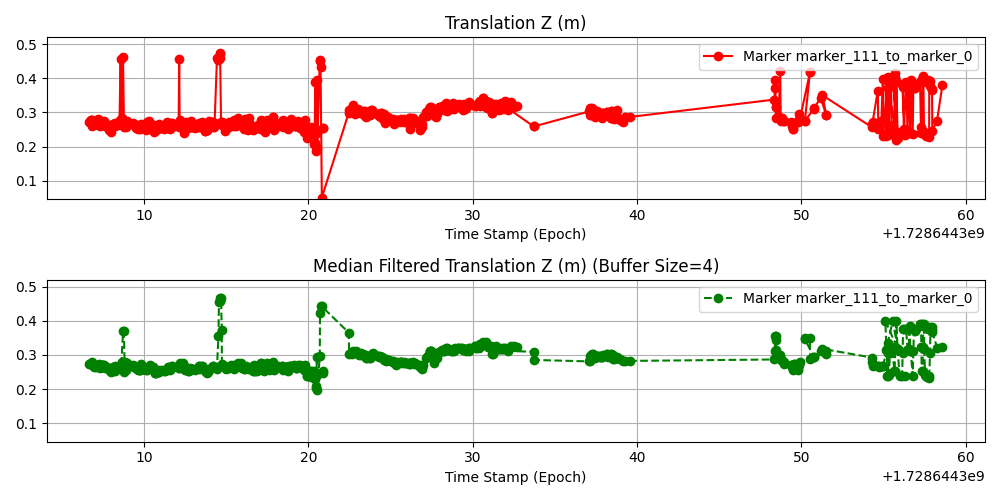 Translation Z (m)
0.5
0.4
0.3
0.2
0.1
Marker marker_111_to_marker_0
10 20 30 40 50 60
Time Stamp (Epoch)
+1.7286443e9
Median Filtered Translation Z (m) (Buffer Size=4)
0.5
0.4
0.3
0.2
0.1
Marker marker_111_to_marker_0
10 20 30 40 50 60
Time Stamp (Epoch)
+1.7286443e9